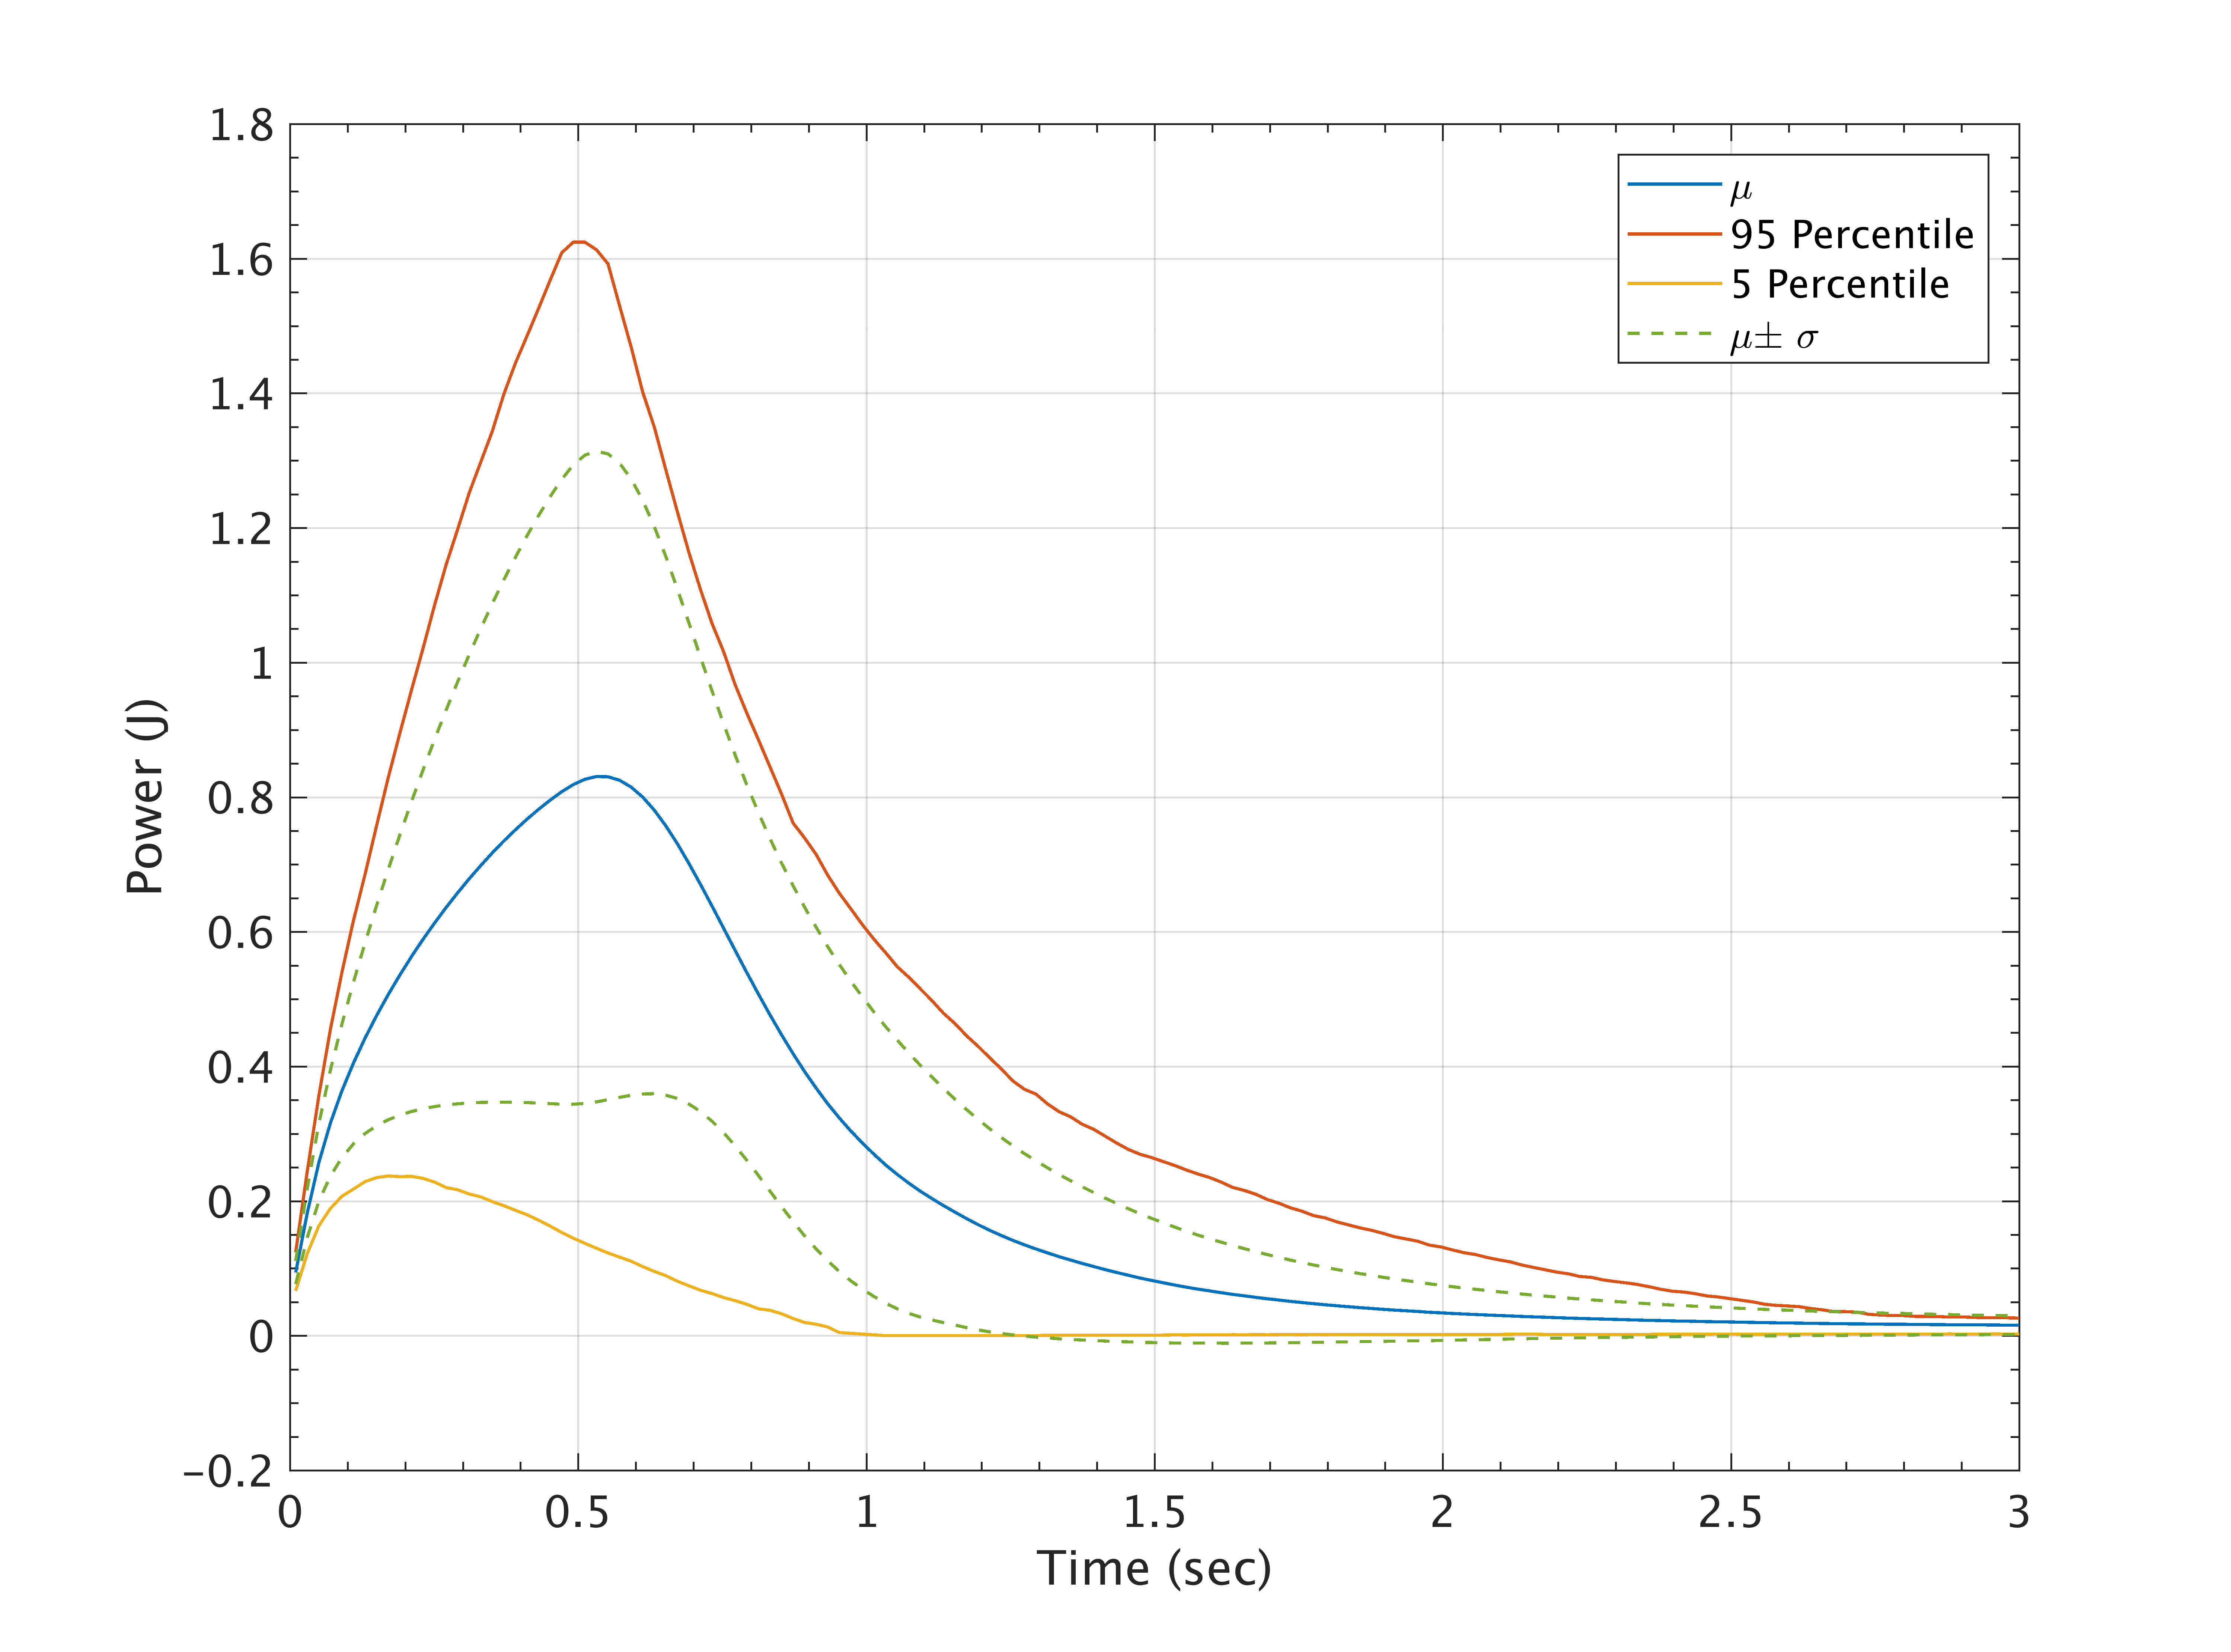 μ
95 Percentile
5 Percentile
μ± σ
1.8
1.6
1.4
1.2
1
0.8
0.6
0.4
0.2
0
−0.2
Power (J)
0 0.5 1 1.5 2 2.5 3
Time (sec)